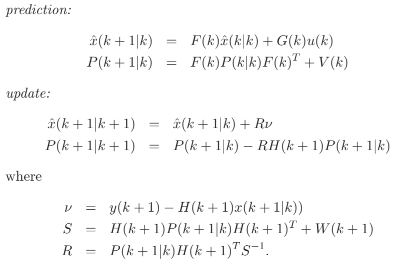 prediction:
x̂(k + 1|k) = F(k)x̂(k|k) + G(k)u(k)
P(k + 1|k) = F(k)P(k|k)F(k)ᵀ + V(k)
update:
x̂(k + 1|k + 1) = x̂(k + 1|k) + Rν
P(k + 1|k + 1) = P(k + 1|k) − RH(k + 1)P(k + 1|k)
where
ν = y(k + 1) − H(k + 1)x(k + 1|k))
S = H(k + 1)P(k + 1|k)H(k + 1)ᵀ + W(k + 1)
R = P(k + 1|k)H(k + 1)ᵀS⁻¹.